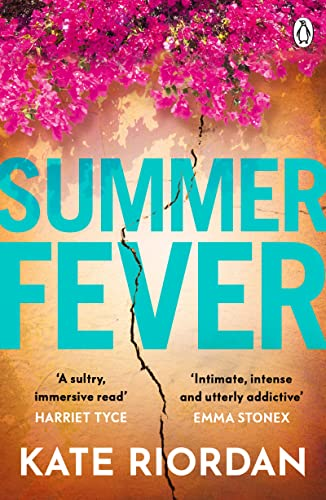 SUMMER
FEVER
'A sultry,
immersive read'
HARRIET TYCE
'Intimate, intense
and utterly addictive'
EMMA STONEX
KATE RIORDAN